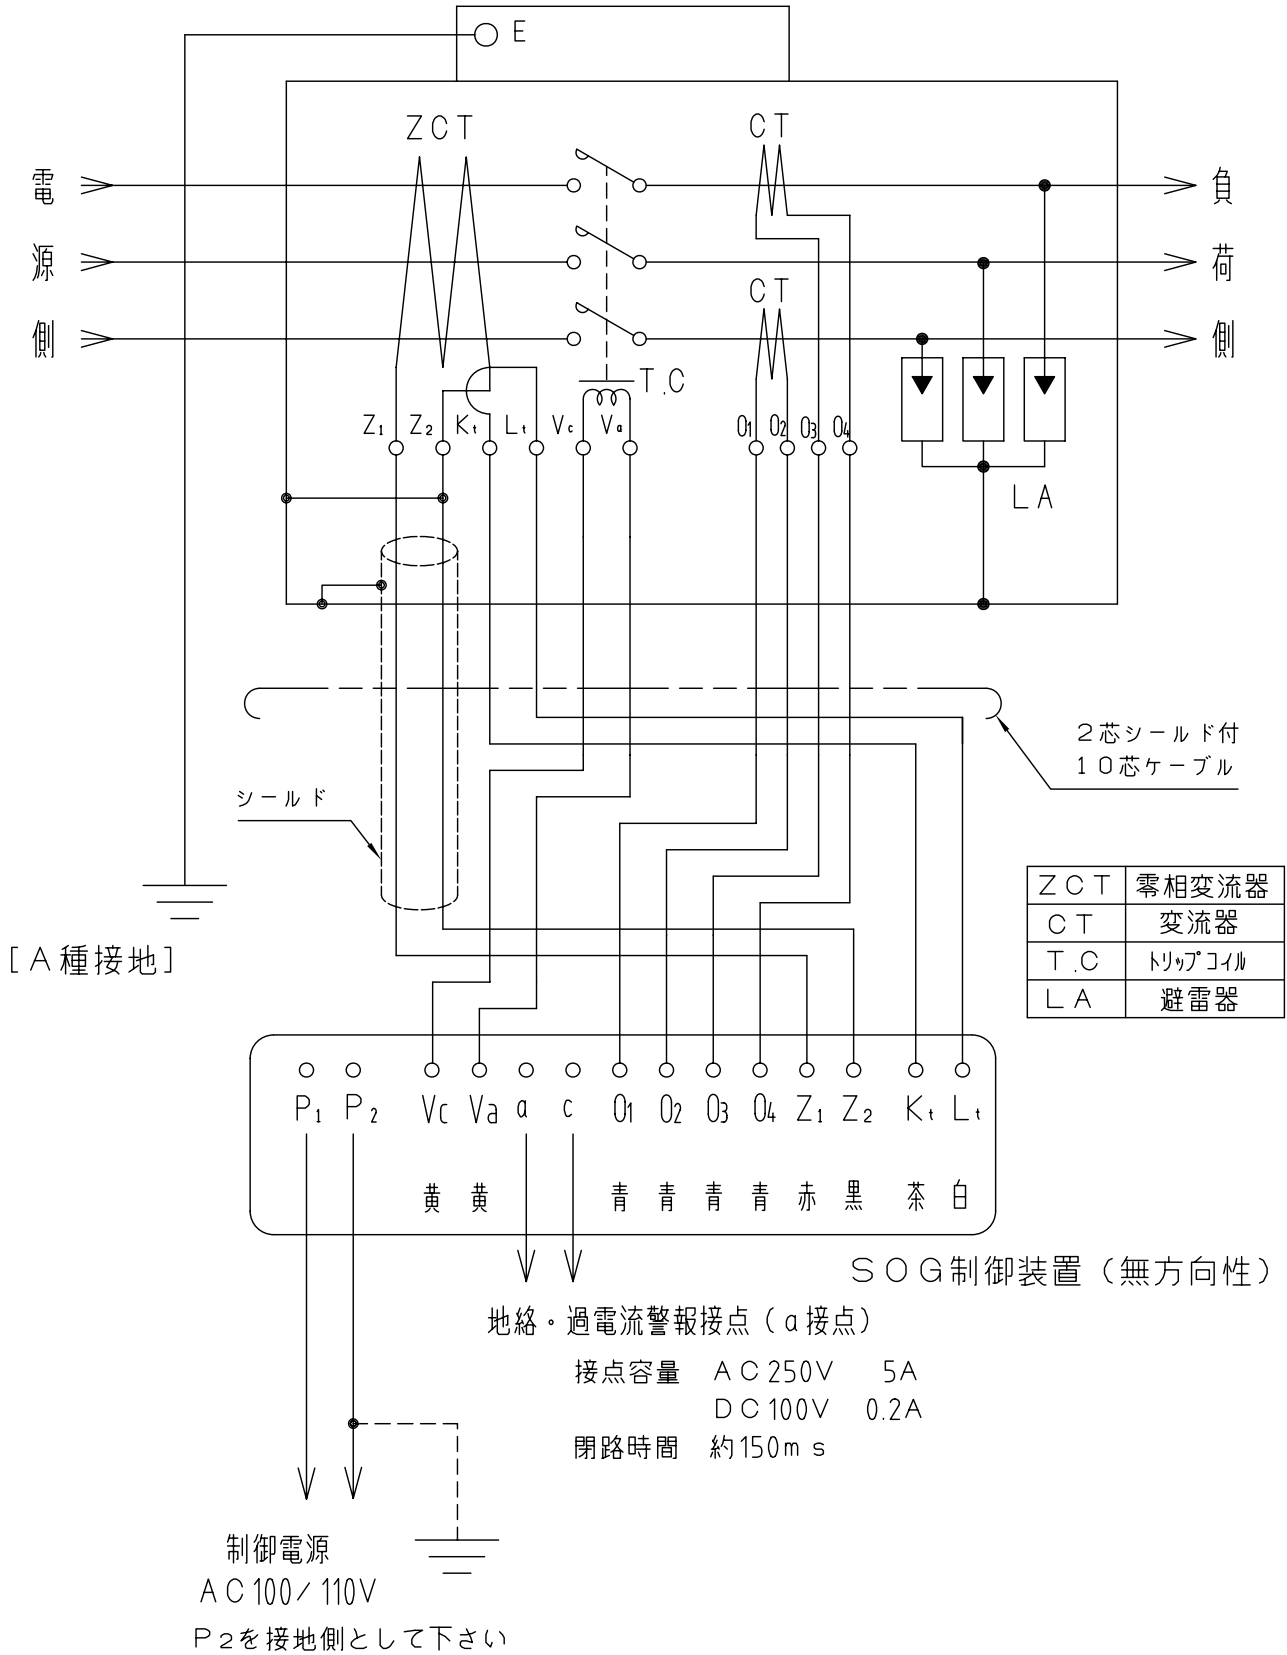 E
ZCT
CT
電源側
負荷側
CT
T.C
Z1 Z2 Kt Lt Vc Va O1 O2 O3 O4
LA
2芯シールド付
10芯ケーブル
シールド
[A種接地]
ZCT 零相変流器
CT 変流器
T.C トリップコイル
LA 避雷器
P1 P2 Vc Va a c O1 O2 O3 O4 Z1 Z2 Kt Lt
黄 黄 青 青 青 青 赤 黒 茶 白
SOG制御装置(無方向性)
地絡・過電流警報接点(a接点)
接点容量 AC250V 5A
DC100V 0.2A
閉路時間 約150ms
制御電源
AC100/110V
P2を接地側として下さい